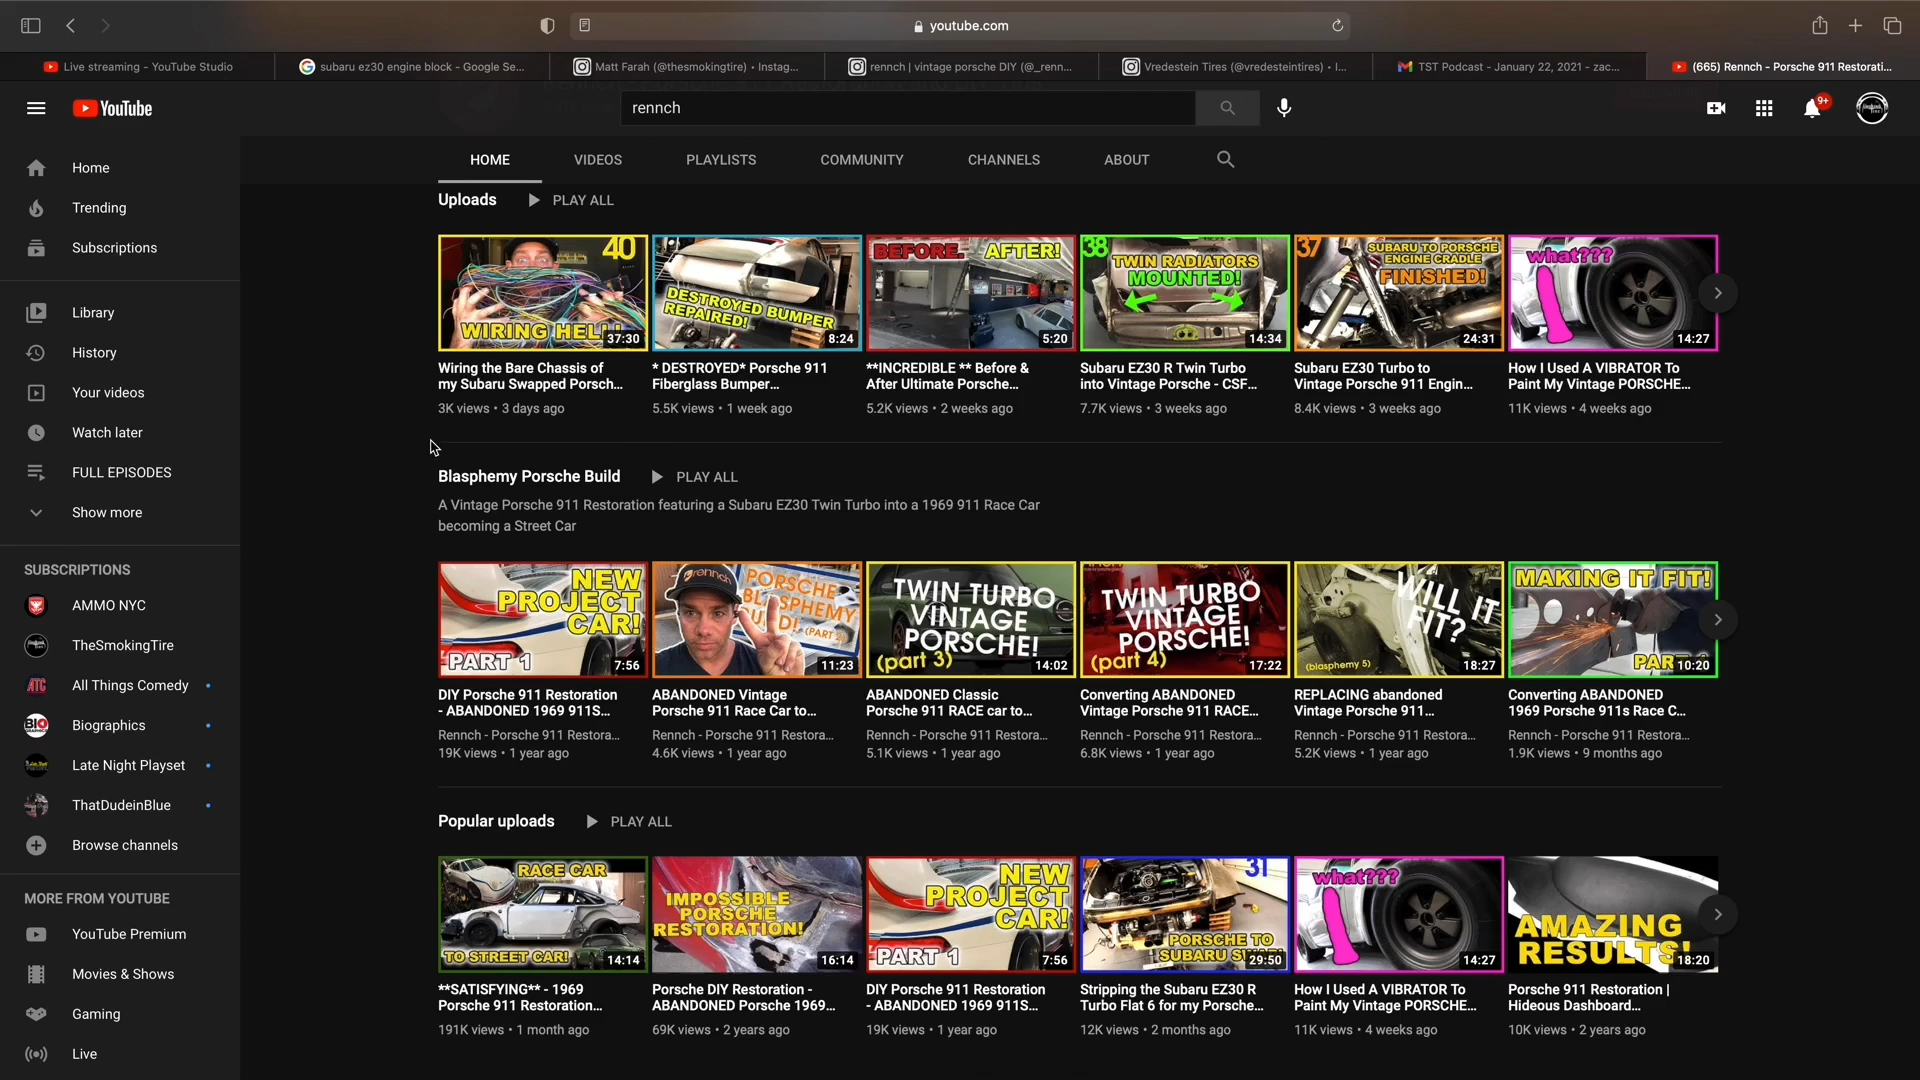 youtube.com
Live streaming - YouTube Studio
subaru ez30 engine block - Google Se...
Matt Farah (@thesmokingtire) • Instag...
rennch | vintage porsche DIY (@_renn...
Vredestein Tires (@vredesteintires) • I...
TST Podcast - January 22, 2021 - zac...
(665) Rennch - Porsche 911 Restorati...
YouTube
rennch
9+
HOME
VIDEOS
PLAYLISTS
COMMUNITY
CHANNELS
ABOUT
Home
Trending
Subscriptions
Library
History
Your videos
Watch later
FULL EPISODES
Show more
SUBSCRIPTIONS
AMMO NYC
TheSmokingTire
ATC
All Things Comedy
BIO
Biographics
Late Night Playset
ThatDudeinBlue
Browse channels
MORE FROM YOUTUBE
YouTube Premium
Movies & Shows
Gaming
Live
Uploads
PLAY ALL
40
WIRING HELL!
37:30
Wiring the Bare Chassis of
my Subaru Swapped Porsch...
3K views • 3 days ago
DESTROYED BUMPER
REPAIRED!
8:24
* DESTROYED* Porsche 911
Fiberglass Bumper...
5.5K views • 1 week ago
BEFORE. AFTER!
5:20
**INCREDIBLE ** Before &
After Ultimate Porsche...
5.2K views • 2 weeks ago
38
TWIN RADIATORS
MOUNTED!
14:34
Subaru EZ30 R Twin Turbo
into Vintage Porsche - CSF...
7.7K views • 3 weeks ago
37
SUBARU TO PORSCHE
ENGINE CRADLE
FINISHED!
24:31
Subaru EZ30 Turbo to
Vintage Porsche 911 Engin...
8.4K views • 3 weeks ago
what???
14:27
How I Used A VIBRATOR To
Paint My Vintage PORSCHE...
11K views • 4 weeks ago
Blasphemy Porsche Build
PLAY ALL
A Vintage Porsche 911 Restoration featuring a Subaru EZ30 Twin Turbo into a 1969 911 Race Car
becoming a Street Car
NEW
PROJECT
CAR!
PART 1
7:56
DIY Porsche 911 Restoration
- ABANDONED 1969 911S...
Rennch - Porsche 911 Restora...
19K views • 1 year ago
rennch
PORSCHE
BLASPHEMY
BUILD!
(PART 2)
11:23
ABANDONED Vintage
Porsche 911 Race Car to...
Rennch - Porsche 911 Restora...
4.6K views • 1 year ago
TWIN TURBO
VINTAGE
PORSCHE!
(part 3)
14:02
ABANDONED Classic
Porsche 911 RACE car to...
Rennch - Porsche 911 Restora...
5.1K views • 1 year ago
TWIN TURBO
VINTAGE
PORSCHE!
(part 4)
17:22
Converting ABANDONED
Vintage Porsche 911 RACE...
Rennch - Porsche 911 Restora...
6.8K views • 1 year ago
WILL IT
FIT?
(blasphemy 5)
18:27
REPLACING abandoned
Vintage Porsche 911...
Rennch - Porsche 911 Restora...
5.2K views • 1 year ago
MAKING IT FIT!
PART
10:20
Converting ABANDONED
1969 Porsche 911s Race C...
Rennch - Porsche 911 Restora...
1.9K views • 9 months ago
Popular uploads
PLAY ALL
RACE CAR
TO STREET CAR!
14:14
**SATISFYING** - 1969
Porsche 911 Restoration...
191K views • 1 month ago
IMPOSSIBLE
PORSCHE
RESTORATION!
16:14
Porsche DIY Restoration -
ABANDONED Porsche 1969...
69K views • 2 years ago
NEW
PROJECT
CAR!
PART 1
7:56
DIY Porsche 911 Restoration
- ABANDONED 1969 911S...
19K views • 1 year ago
31
PORSCHE TO
SUBARU
29:50
Stripping the Subaru EZ30 R
Turbo Flat 6 for my Porsche...
12K views • 2 months ago
what???
14:27
How I Used A VIBRATOR To
Paint My Vintage PORSCHE...
11K views • 4 weeks ago
AMAZING
RESULTS!
18:20
Porsche 911 Restoration |
Hideous Dashboard...
10K views • 2 years ago